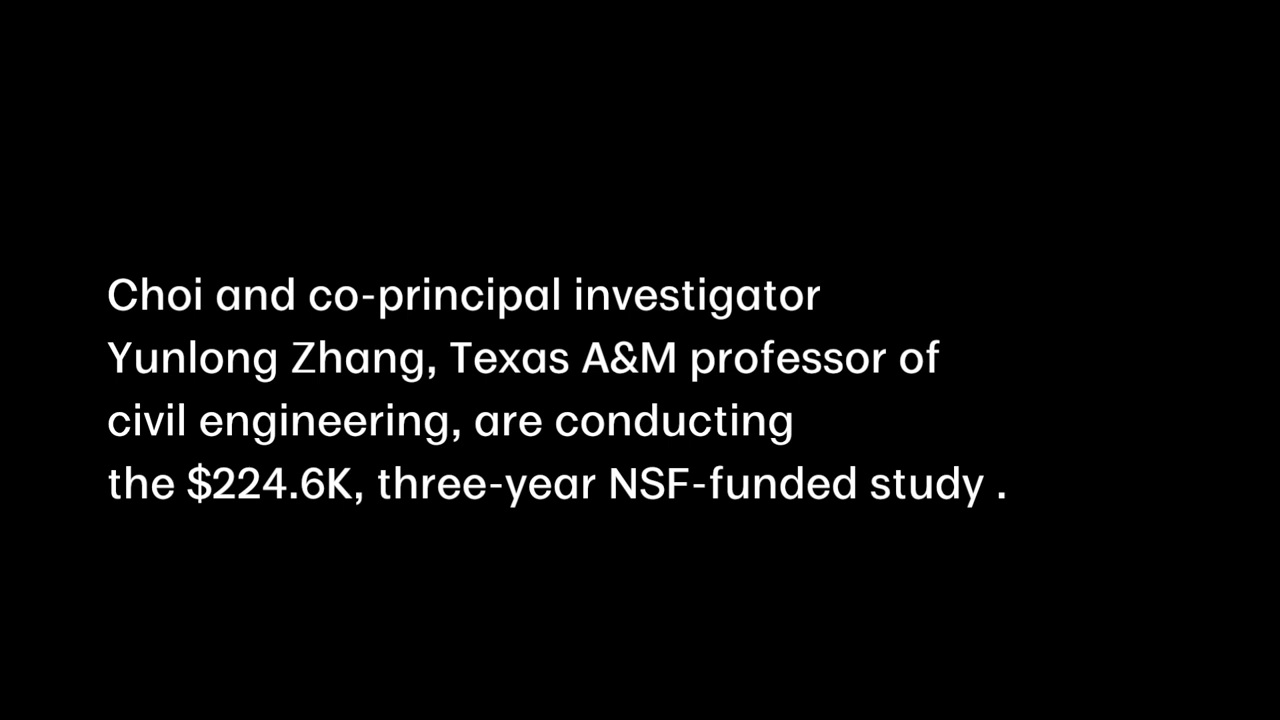 Choi and co-principal investigator
Yunlong Zhang, Texas A&M professor of
civil engineering, are conducting
the $224.6K, three-year NSF-funded study .